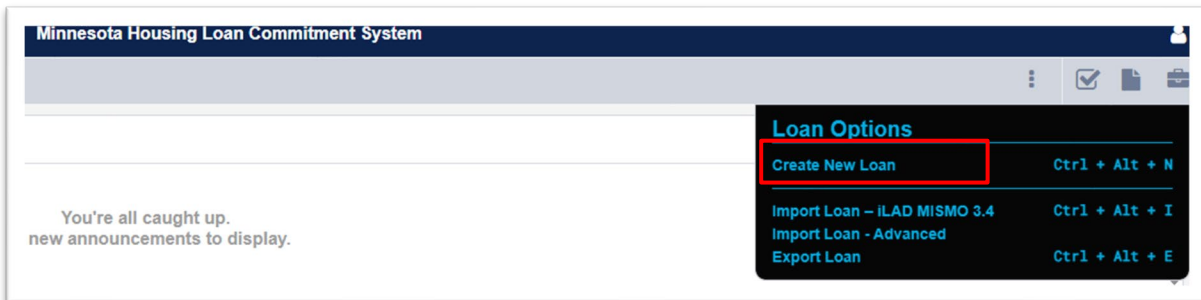 Minnesota Housing Loan Commitment System
Loan Options
Create New Loan Ctrl + Alt + N
Import Loan – iLAD MISMO 3.4 Ctrl + Alt + I
Import Loan - Advanced
Export Loan Ctrl + Alt + E
You're all caught up.
new announcements to display.